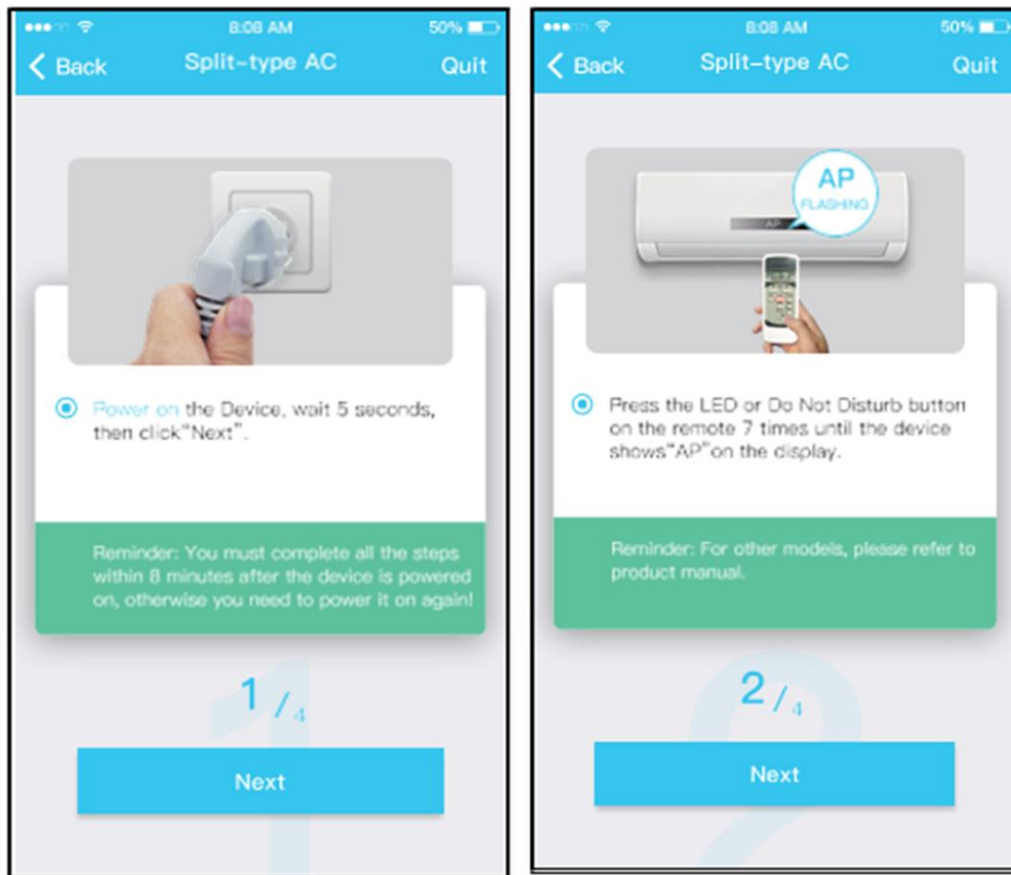 8:08 AM
50%
Back
Split-type AC
Quit
Power on the Device, wait 5 seconds,
then click“Next”.
Reminder: You must complete all the steps
within 8 minutes after the device is powered
on, otherwise you need to power it on again!
1/4
Next
8:08 AM
50%
Back
Split-type AC
Quit
AP
FLASHING
AP
Press the LED or Do Not Disturb button
on the remote 7 times until the device
shows“AP”on the display.
Reminder: For other models, please refer to
product manual.
2/4
Next